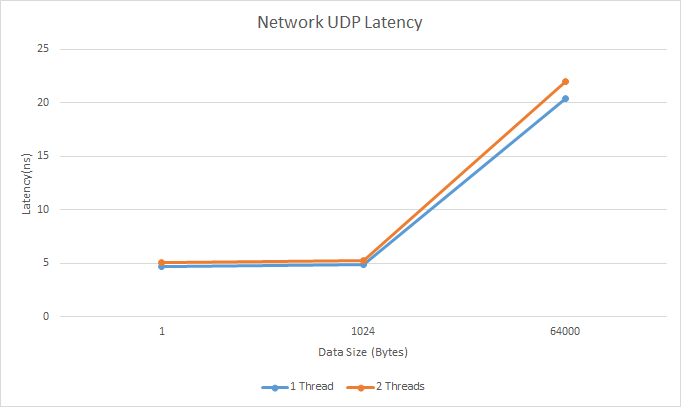 Network UDP Latency
25
20
15
10
5
0
Latency(ns)
1 1024 64000
Data Size (Bytes)
1 Thread 2 Threads